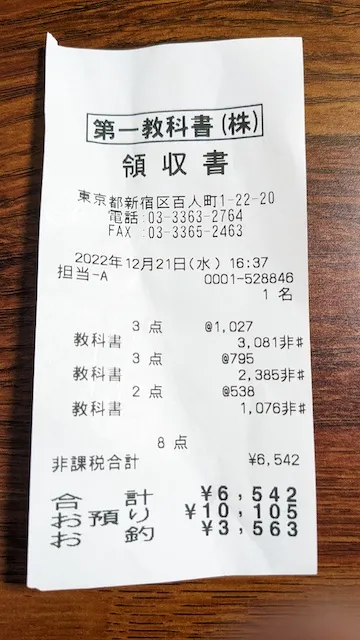 第一教科書(株)
領収書
東京都新宿区百人町1-22-20
電話 03-3363-2764
FAX 03-3365-2463
2022年12月21日(水) 16:37
担当-A 0001-528846
1 名
3 点 @1,027
教科書 3,081非#
3 点 @795
教科書 2,385非#
2 点 @538
教科書 1,076非#
8 点
非課税合計 ¥6,542
合 計 ¥6,542
お 預 り ¥10,105
お 釣 ¥3,563